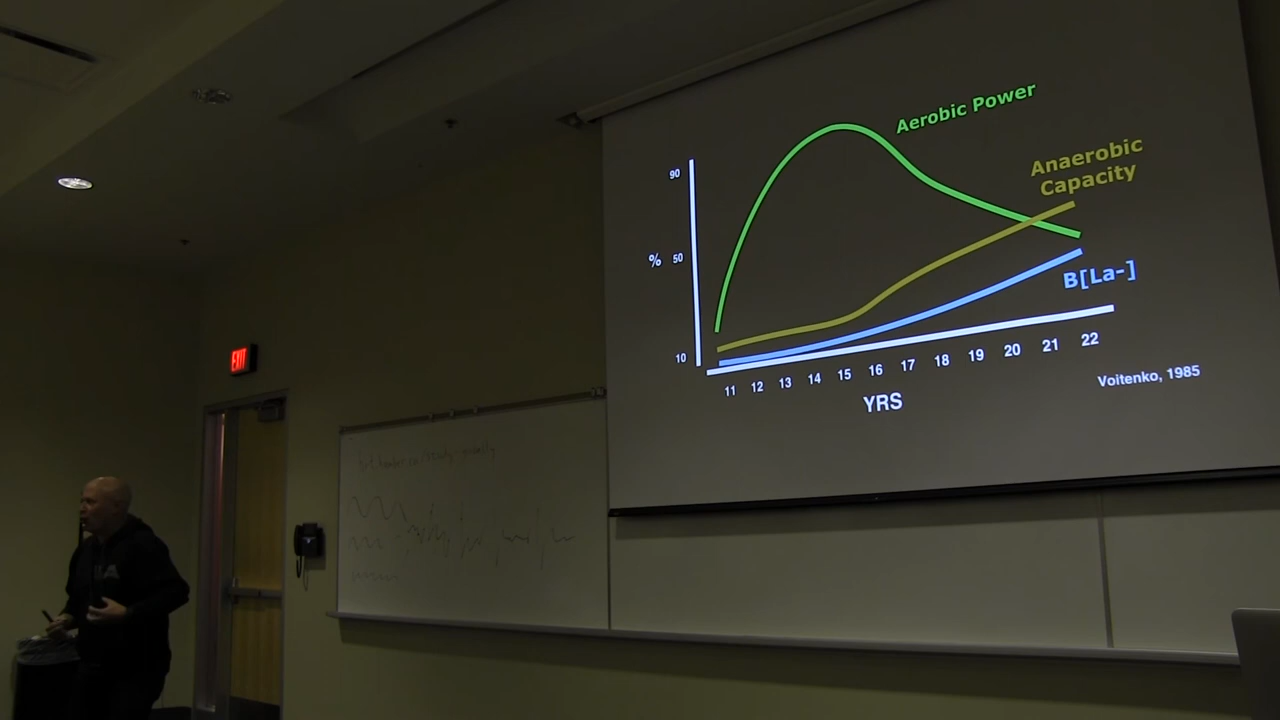 Aerobic Power
Anaerobic
Capacity
90
% 50
B[La-]
10
11 12 13 14 15 16 17 18 19 20 21 22
YRS
Voitenko, 1985
EXIT